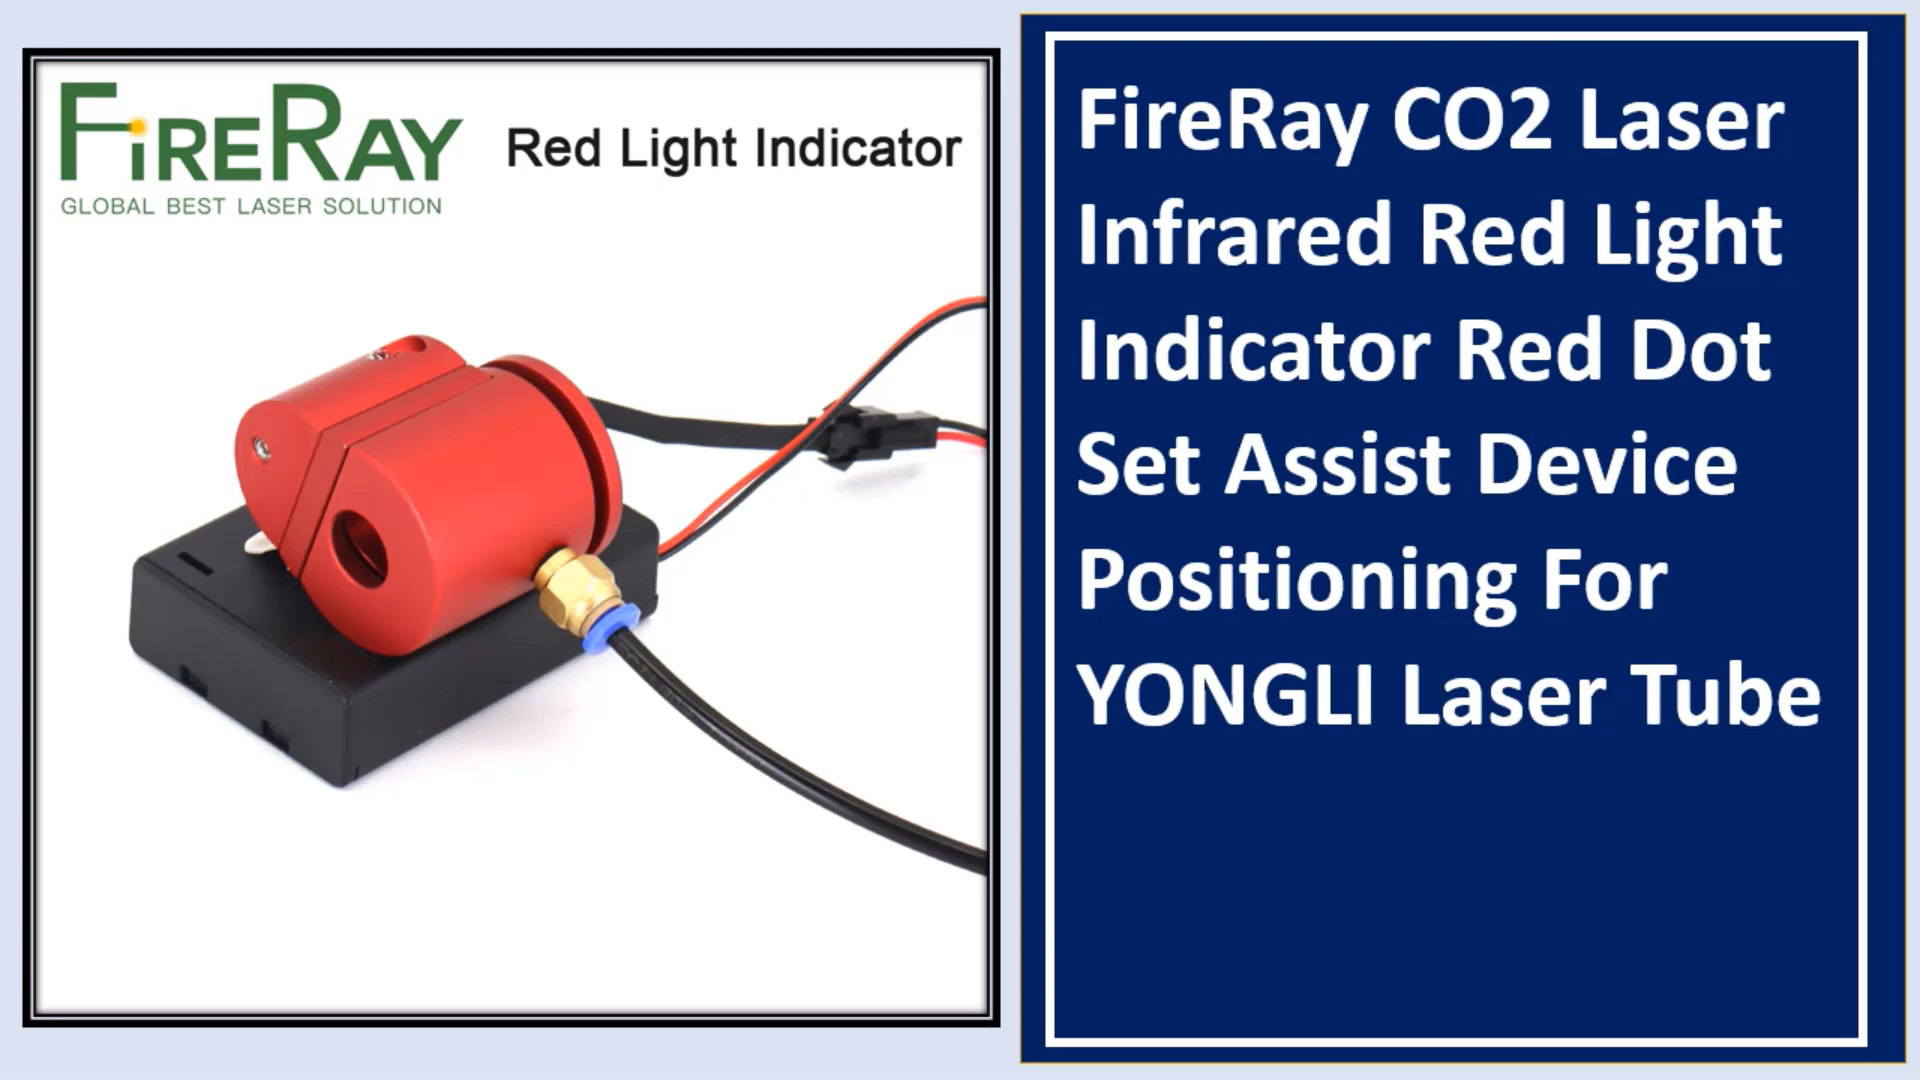 FIRERAY
GLOBAL BEST LASER SOLUTION
Red Light Indicator
FireRay CO2 Laser
Infrared Red Light
Indicator Red Dot
Set Assist Device
Positioning For
YONGLI Laser Tube